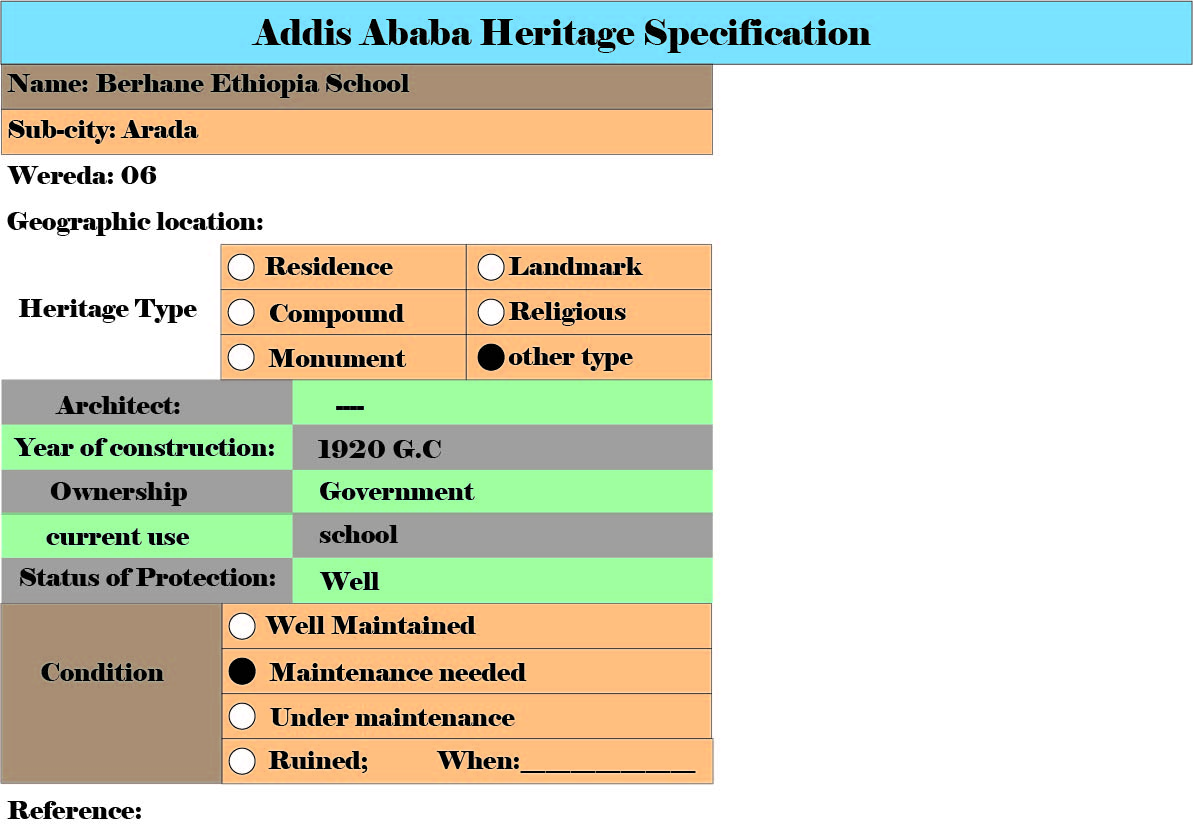 Addis Ababa Heritage Specification
Name: Berhane Ethiopia School
Sub-city: Arada
Wereda: 06
Geographic location:
Heritage Type
Residence
Landmark
Compound
Religious
Monument
other type
Architect:
----
Year of construction:
1920 G.C
Ownership
Government
current use
school
Status of Protection:
Well
Condition
Well Maintained
Maintenance needed
Under maintenance
Ruined; When:______________
Reference: